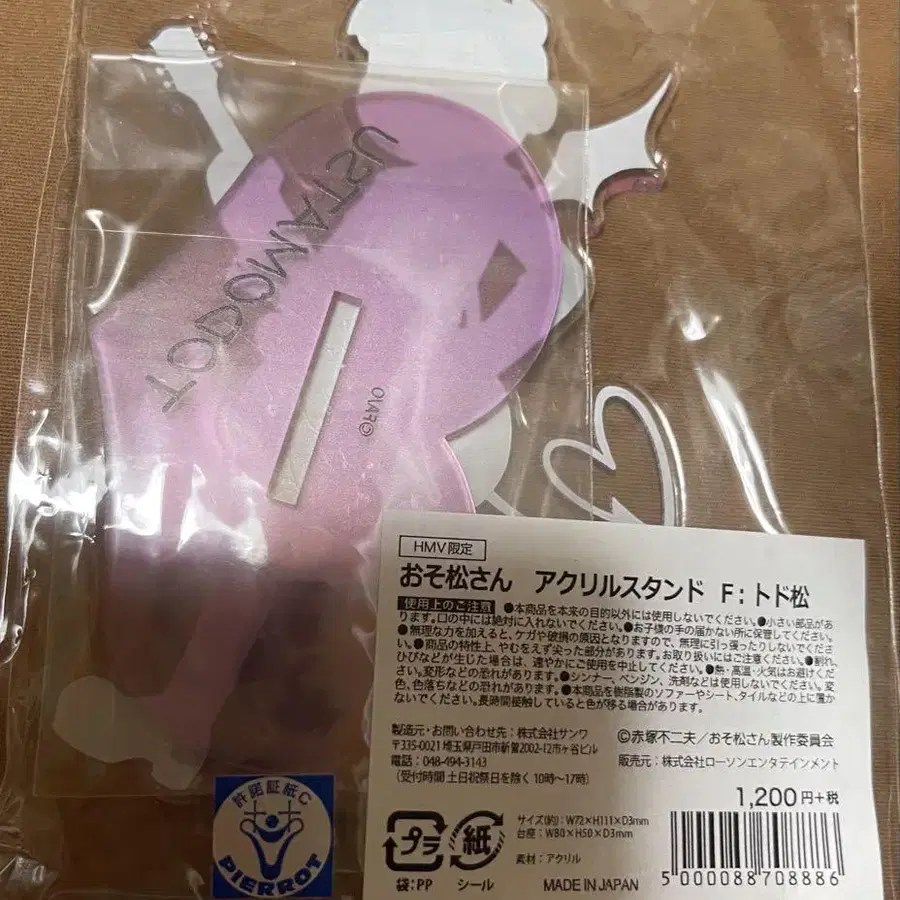 TODOMATSU
©FAIO
HMV限定
おそ松さん アクリルスタンド F:トド松
使用上のご注意 ●本商品を本来の目的以外には使用しないでください。●小さい部品があ
ります。口の中には絶対に入れないでください。●お子様の手の届かない所に保管してください。
●無理な力を加えると、ケガや破損の原因となりますので、無理に引っ張ったりしないでくださ
い。●商品の特性上、やむをえず尖った部分があります。お取り扱いにはご注意ください。●割れ、
ひびなどが生じた場合は、速やかにご使用を中止してください。●熱・高温・火気はお避けくだ
さい。変形などの恐れがあります。●シンナー、ベンジン、洗剤などは使用しないでください。変
色、色落ちなどの恐れがあります。●本商品を樹脂製のソファーやシート、タイルなどの上に置か
ないでください。長時間接触していると色が移る場合があります。
製造元・お問い合わせ先:株式会社サンワ
〒335-0021 埼玉県戸田市新曽2002-12市ヶ谷ビル
電話:048-494-3143
(受付時間 土日祝祭日を除く 10時~17時)
©赤塚不二夫/おそ松さん製作委員会
販売元:株式会社ローソンエンタテインメント
1,200円+税
サイズ(約):W72×H111×D3mm
台座:W80×H50×D3mm
素材:アクリル
プラ
紙
袋:PP
シール
MADE IN JAPAN
5000088708886
許諾証紙C
PIERROT